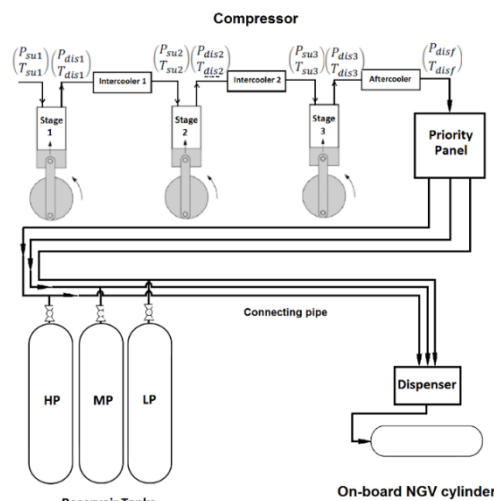 Compressor
(P_su1 T_su1) (P_dis1 T_dis1) Intercooler 1 (P_su2 T_su2) (P_dis2 T_dis2) Intercooler 2 (P_su3 T_su3) (P_dis3 T_dis3) Aftercooler (P_disf T_disf)
Stage
1
Stage
2
Stage
3
Priority
Panel
Connecting pipe
HP
MP
LP
Dispenser
Reservoir Tanks
On-board NGV cylinder